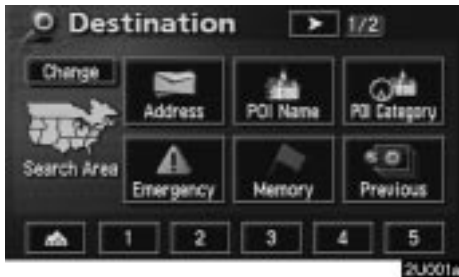 Destination 1/2
Change
Address POI Name POI Category
Search Area
Emergency Memory Previous
1 2 3 4 5
2U001a